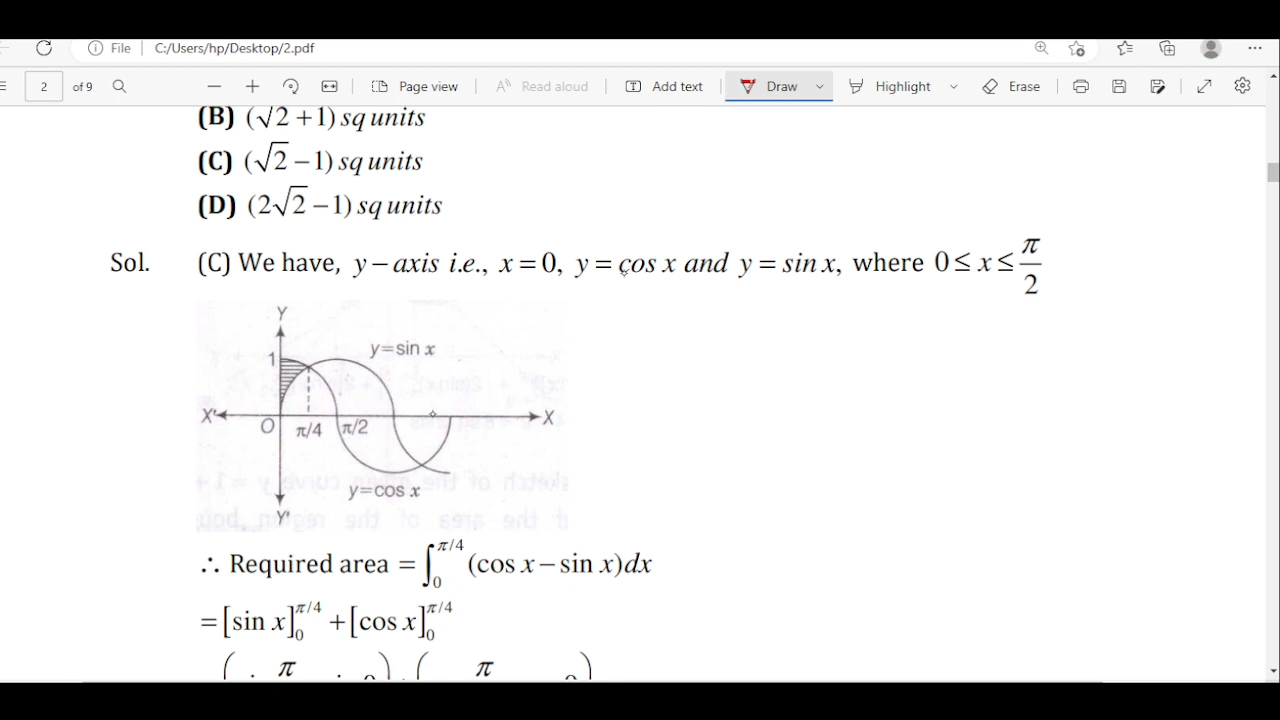 File C:/Users/hp/Desktop/2.pdf
2 of 9 Page view Read aloud Add text Draw Highlight Erase
(B) (√2 + 1) sq units
(C) (√2 – 1) sq units
(D) (2√2 – 1) sq units
Sol. (C) We have, y – axis i.e., x = 0, y = cos x and y = sin x, where 0 ≤ x ≤ π/2
Y
y=sin x
1
X' O π/4 π/2 X
y=cos x
Y'
∴ Required area = ∫₀^{π/4} (cos x – sin x)dx
= [sin x]₀^{π/4} + [cos x]₀^{π/4}